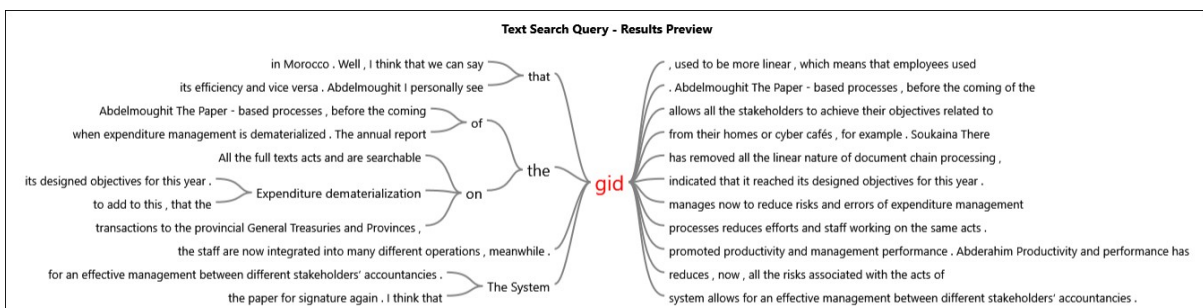 Text Search Query - Results Preview
in Morocco . Well , I think that we can say
its efficiency and vice versa . Abdelmoughit I personally see
that
Abdelmoughit The Paper - based processes , before the coming
when expenditure management is dematerialized . The annual report
of
All the full texts acts and are searchable
its designed objectives for this year .
to add to this , that the
Expenditure dematerialization
transactions to the provincial General Treasuries and Provinces ,
on
the
the staff are now integrated into many different operations , meanwhile .
for an effective management between different stakeholders' accountancies .
the paper for signature again . I think that
The System
gid
, used to be more linear , which means that employees used
. Abdelmoughit The Paper - based processes , before the coming of the
allows all the stakeholders to achieve their objectives related to
from their homes or cyber cafés , for example . Soukaina There
has removed all the linear nature of document chain processing ,
indicated that it reached its designed objectives for this year .
manages now to reduce risks and errors of expenditure management
processes reduces efforts and staff working on the same acts .
promoted productivity and management performance . Abderahim Productivity and performance has
reduces , now , all the risks associated with the acts of
system allows for an effective management between different stakeholders' accountancies .